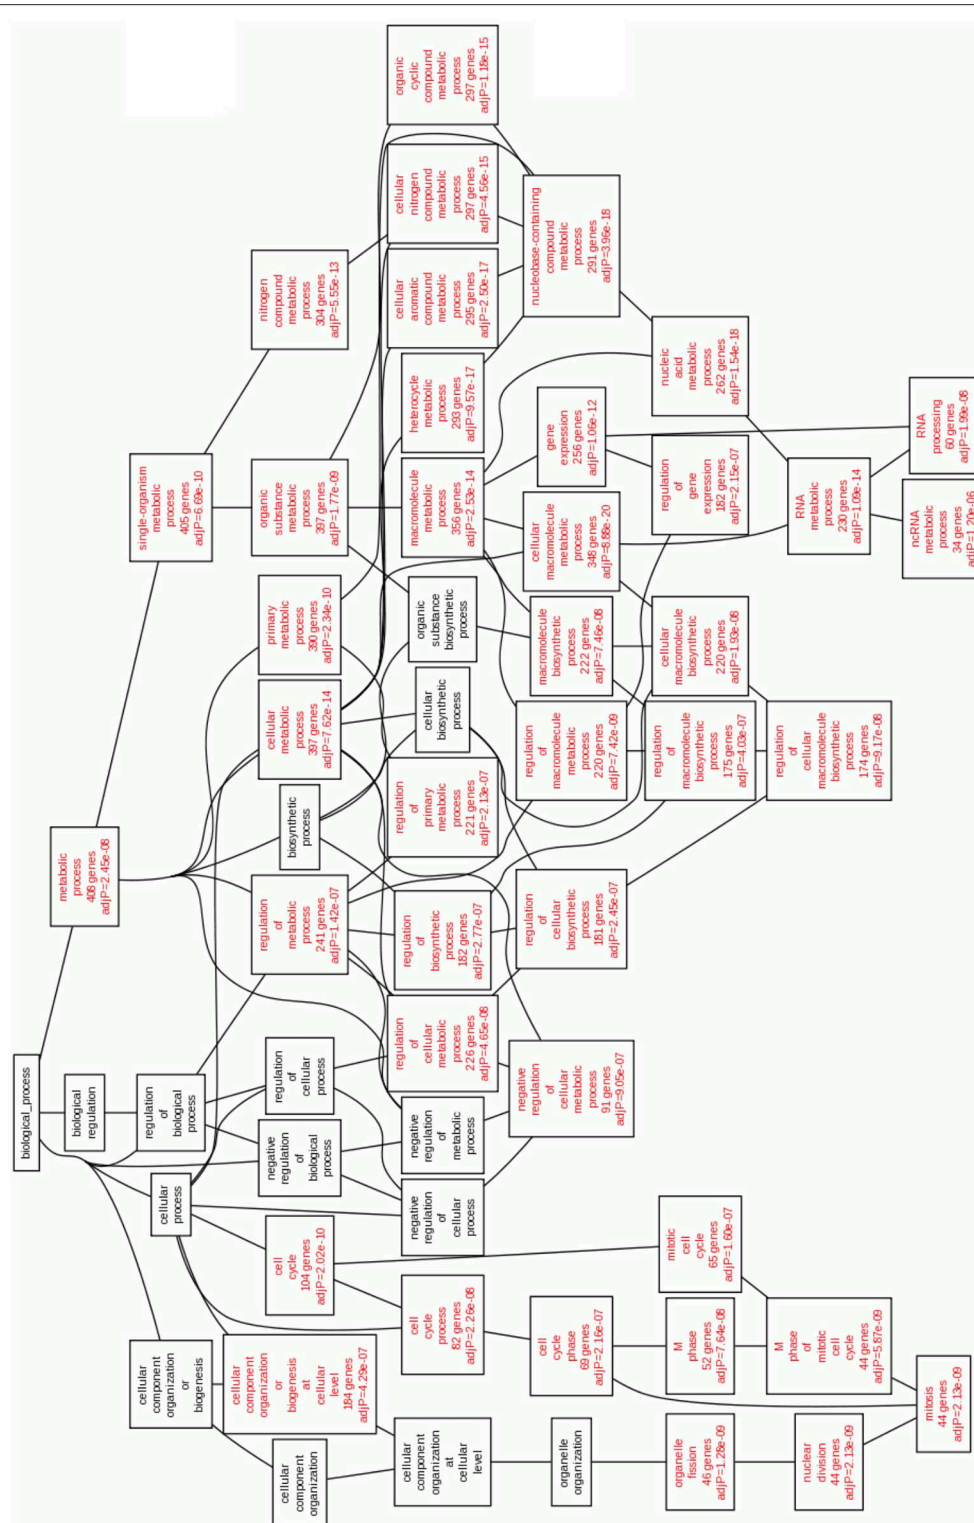 biological_process
metabolic
process
408 genes
adjP=2.45e-08
biological
regulation
cellular
component
organization
or
biogenesis
cellular
process
regulation
of
biological
process
single-organism
metabolic
process
405 genes
adjP=6.69e-10
cellular
component
organization
or biogenesis
at
cellular
level
184 genes
adjP=4.29e-07
cellular
component
organization
cell
cycle
104 genes
adjP=2.02e-10
negative
regulation
of
biological
process
regulation
of
cellular
process
regulation
of
metabolic
process
241 genes
adjP=1.42e-07
biosynthetic
process
cellular
metabolic
process
397 genes
adjP=7.62e-14
primary
metabolic
process
390 genes
adjP=2.34e-10
organic
substance
metabolic
process
397 genes
adjP=1.77e-09
nitrogen
compound
metabolic
process
304 genes
adjP=5.55e-13
cellular
component
organization
at
cellular
level
cell
cycle
process
82 genes
adjP=2.26e-08
negative
regulation
of
cellular
process
negative
regulation
of
metabolic
process
regulation
of
cellular
metabolic
process
226 genes
adjP=4.65e-08
regulation
of
biosynthetic
process
182 genes
adjP=2.77e-07
regulation
of
primary
metabolic
process
221 genes
adjP=2.13e-07
cellular
biosynthetic
process
organic
substance
biosynthetic
process
macromolecule
metabolic
process
356 genes
adjP=2.53e-14
heterocycle
metabolic
process
293 genes
adjP=9.57e-17
cellular
aromatic
compound
metabolic
process
295 genes
adjP=2.50e-17
cellular
nitrogen
compound
metabolic
process
297 genes
adjP=4.56e-15
organic
cyclic
compound
metabolic
process
297 genes
adjP=1.18e-15
organelle
organization
cell
cycle
phase
69 genes
adjP=2.16e-07
negative
regulation
of
cellular
metabolic
process
91 genes
adjP=9.05e-07
regulation
of
cellular
biosynthetic
process
181 genes
adjP=2.45e-07
regulation
of
macromolecule
metabolic
process
220 genes
adjP=7.42e-09
macromolecule
biosynthetic
process
222 genes
adjP=7.46e-08
cellular
macromolecule
metabolic
process
348 genes
adjP=8.88e-20
gene
expression
256 genes
adjP=1.06e-12
nucleobase-containing
compound
metabolic
process
291 genes
adjP=3.96e-18
organelle
fission
46 genes
adjP=1.28e-09
M
phase
52 genes
adjP=7.64e-08
mitotic
cell
cycle
65 genes
adjP=1.60e-07
regulation
of
macromolecule
biosynthetic
process
175 genes
adjP=4.03e-07
cellular
macromolecule
biosynthetic
process
220 genes
adjP=1.93e-08
regulation
of
gene
expression
182 genes
adjP=2.15e-07
nucleic
acid
metabolic
process
262 genes
adjP=1.54e-18
nuclear
division
44 genes
adjP=2.13e-09
M
phase
of
mitotic
cell
cycle
44 genes
adjP=5.87e-09
regulation
of
cellular
macromolecule
biosynthetic
process
174 genes
adjP=9.17e-08
RNA
metabolic
process
230 genes
adjP=1.09e-14
mitosis
44 genes
adjP=2.13e-09
ncRNA
metabolic
process
34 genes
adjP=1.20e-06
RNA
processing
60 genes
adjP=1.99e-08